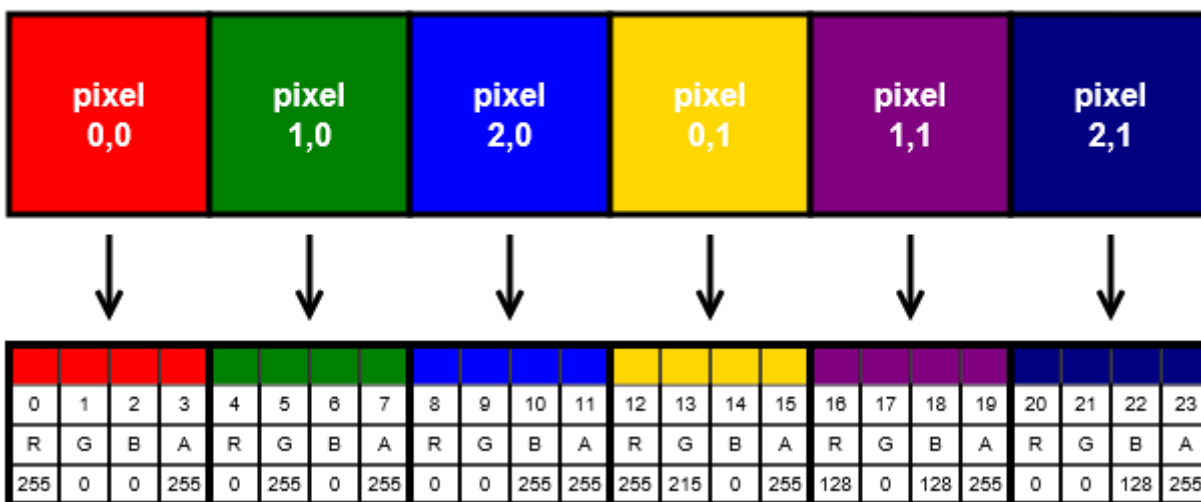 pixel 0,0 pixel 1,0 pixel 2,0 pixel 0,1 pixel 1,1 pixel 2,1
0 1 2 3 4 5 6 7 8 9 10 11 12 13 14 15 16 17 18 19 20 21 22 23
R G B A R G B A R G B A R G B A R G B A R G B A
255 0 0 255 0 255 0 255 0 0 255 255 255 215 0 255 128 0 128 255 0 0 128 255